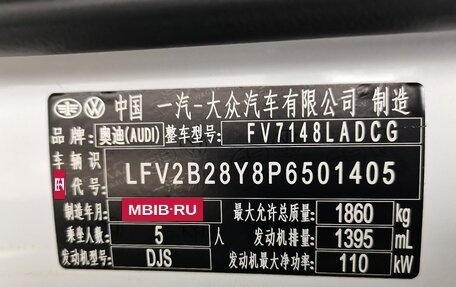 中国 一汽-大众汽车有限公司 制造
品牌: 奥迪(AUDI) 整车型号: FV7148LADCG
车辆识
代号: LFV2B28Y8P6501405
制造年月: MBIB-RU 最大允许总质量: 1860 kg
乘坐人数: 5 人 发动机排量: 1395 mL
发动机型号 DJS 发动机最大净功率: 110 kW